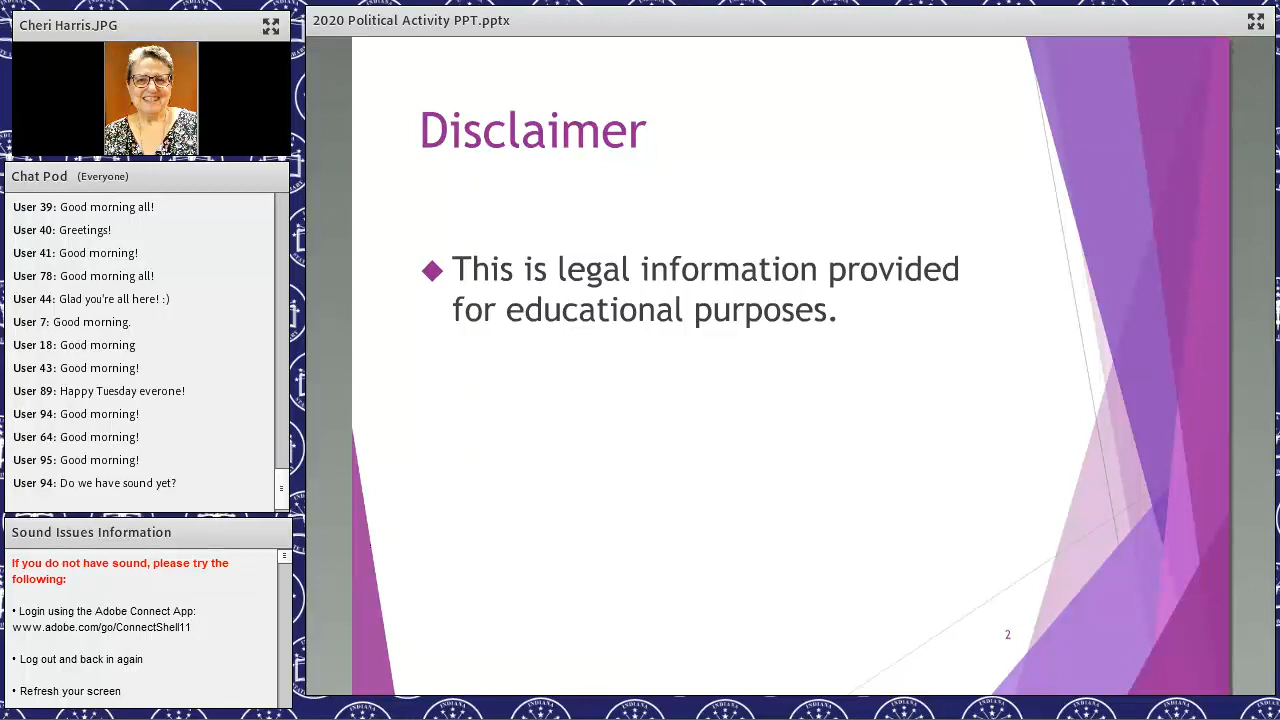 Cheri Harris.JPG
Chat Pod (Everyone)
User 39: Good morning all!
User 40: Greetings!
User 41: Good morning!
User 78: Good morning all!
User 44: Glad you're all here! :)
User 7: Good morning.
User 18: Good morning
User 43: Good morning!
User 89: Happy Tuesday everone!
User 94: Good morning!
User 64: Good morning!
User 95: Good morning!
User 94: Do we have sound yet?
Sound Issues Information
If you do not have sound, please try the
following:
• Login using the Adobe Connect App:
www.adobe.com/go/ConnectShell11
• Log out and back in again
• Refresh your screen
2020 Political Activity PPT.pptx
Disclaimer
This is legal information provided
for educational purposes.
2
INDIANA